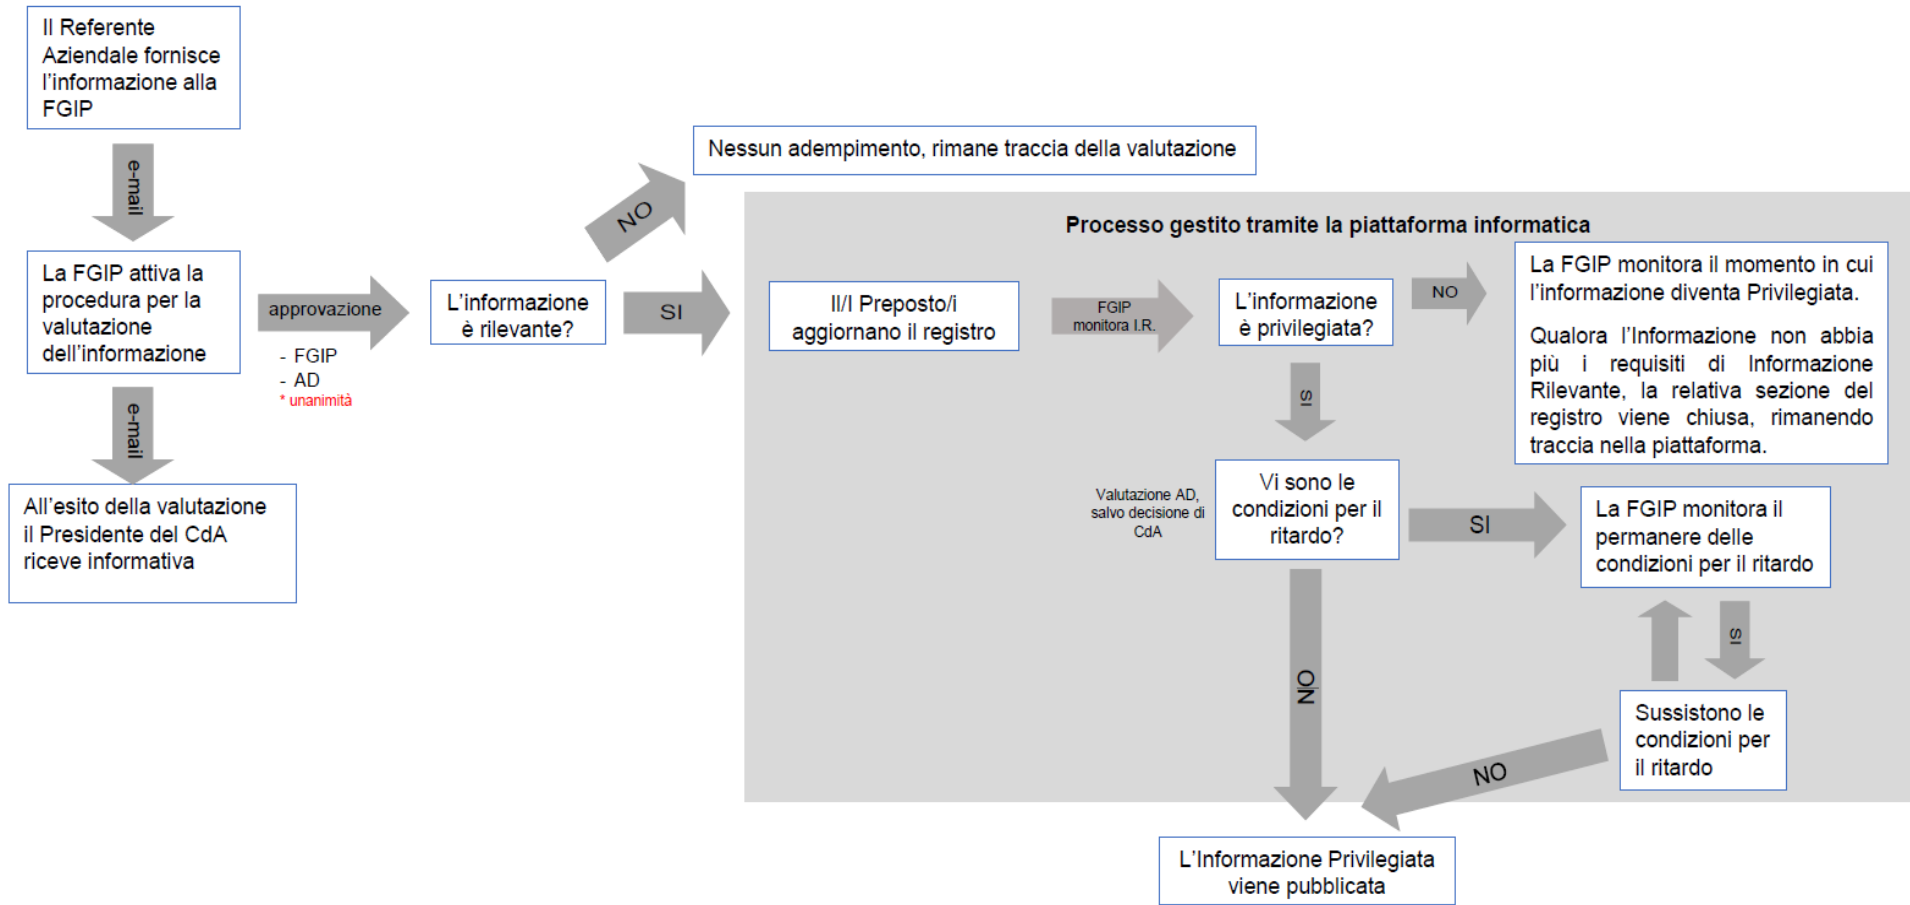 Il Referente
Aziendale fornisce
l'informazione alla
FGIP
e-mail
La FGIP attiva la
procedura per la
valutazione
dell'informazione
e-mail
All'esito della valutazione
il Presidente del CdA
riceve informativa
approvazione
- FGIP
- AD
* unanimità
L'informazione
è rilevante?
NO
Nessun adempimento, rimane traccia della valutazione
SI
Processo gestito tramite la piattaforma informatica
Il/I Preposto/i
aggiornano il registro
FGIP
monitora I.R.
L'informazione
è privilegiata?
NO
La FGIP monitora il momento in cui
l'informazione diventa Privilegiata.
Qualora l'Informazione non abbia
più i requisiti di Informazione
Rilevante, la relativa sezione del
registro viene chiusa, rimanendo
traccia nella piattaforma.
SI
Valutazione AD,
salvo decisione di
CdA
Vi sono le
condizioni per il
ritardo?
SI
La FGIP monitora il
permanere delle
condizioni per il ritardo
SI
Sussistono le
condizioni per
il ritardo
NO
NO
L'Informazione Privilegiata
viene pubblicata